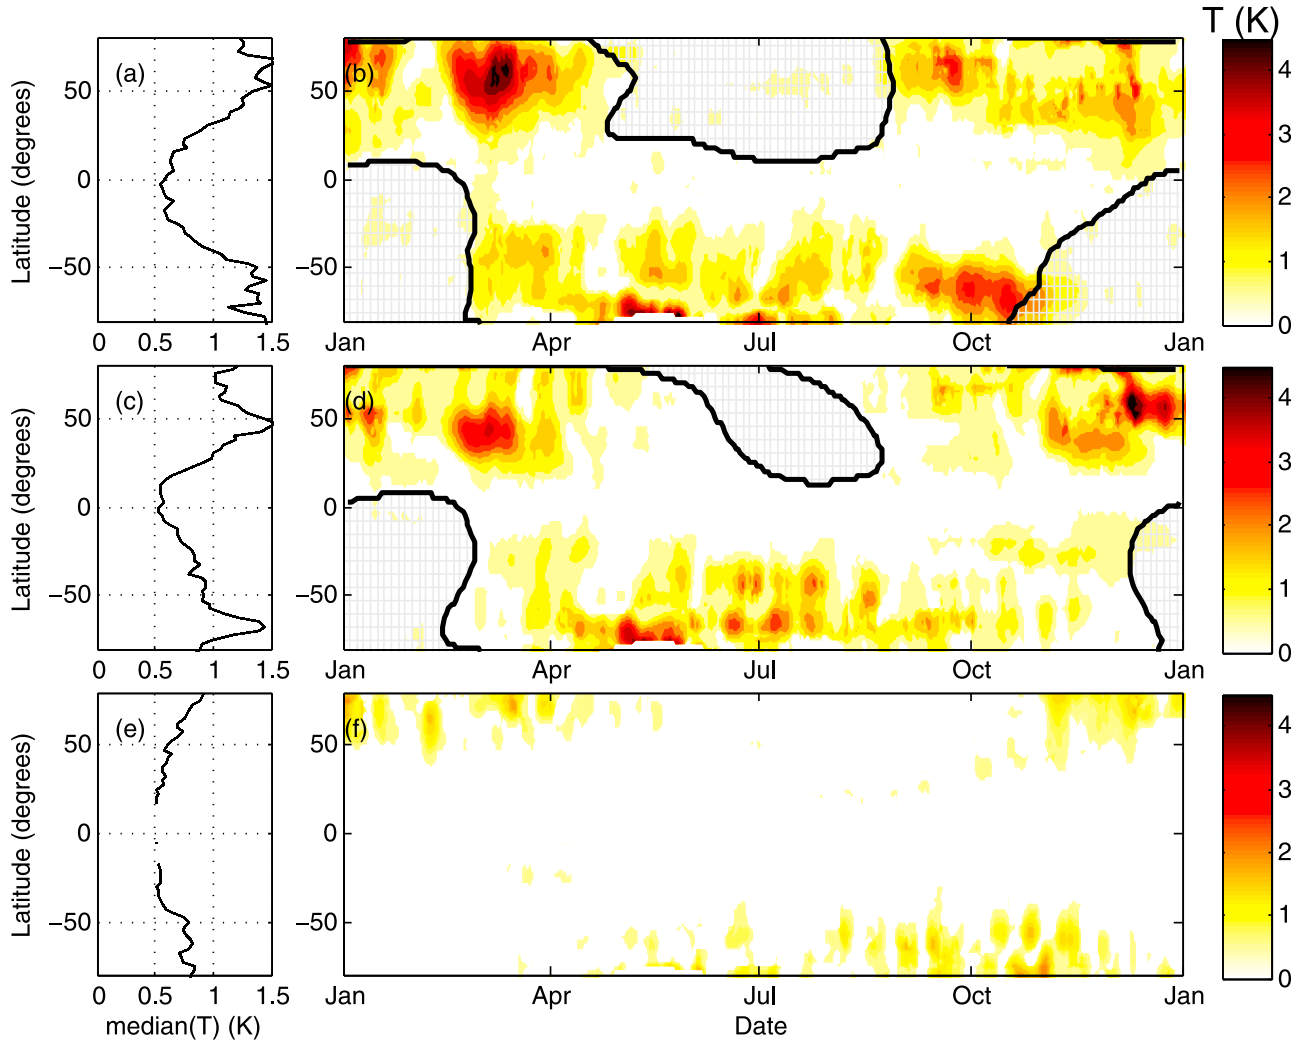 T (K)
(a)
(b)
Latitude (degrees)
50
0
−50
0 0.5 1 1.5
Jan Apr Jul Oct Jan
4
3
2
1
0
(c)
(d)
Latitude (degrees)
50
0
−50
0 0.5 1 1.5
Jan Apr Jul Oct Jan
4
3
2
1
0
(e)
(f)
Latitude (degrees)
50
0
−50
0 0.5 1 1.5
Jan Apr Jul Oct Jan
4
3
2
1
0
median(T) (K)
Date